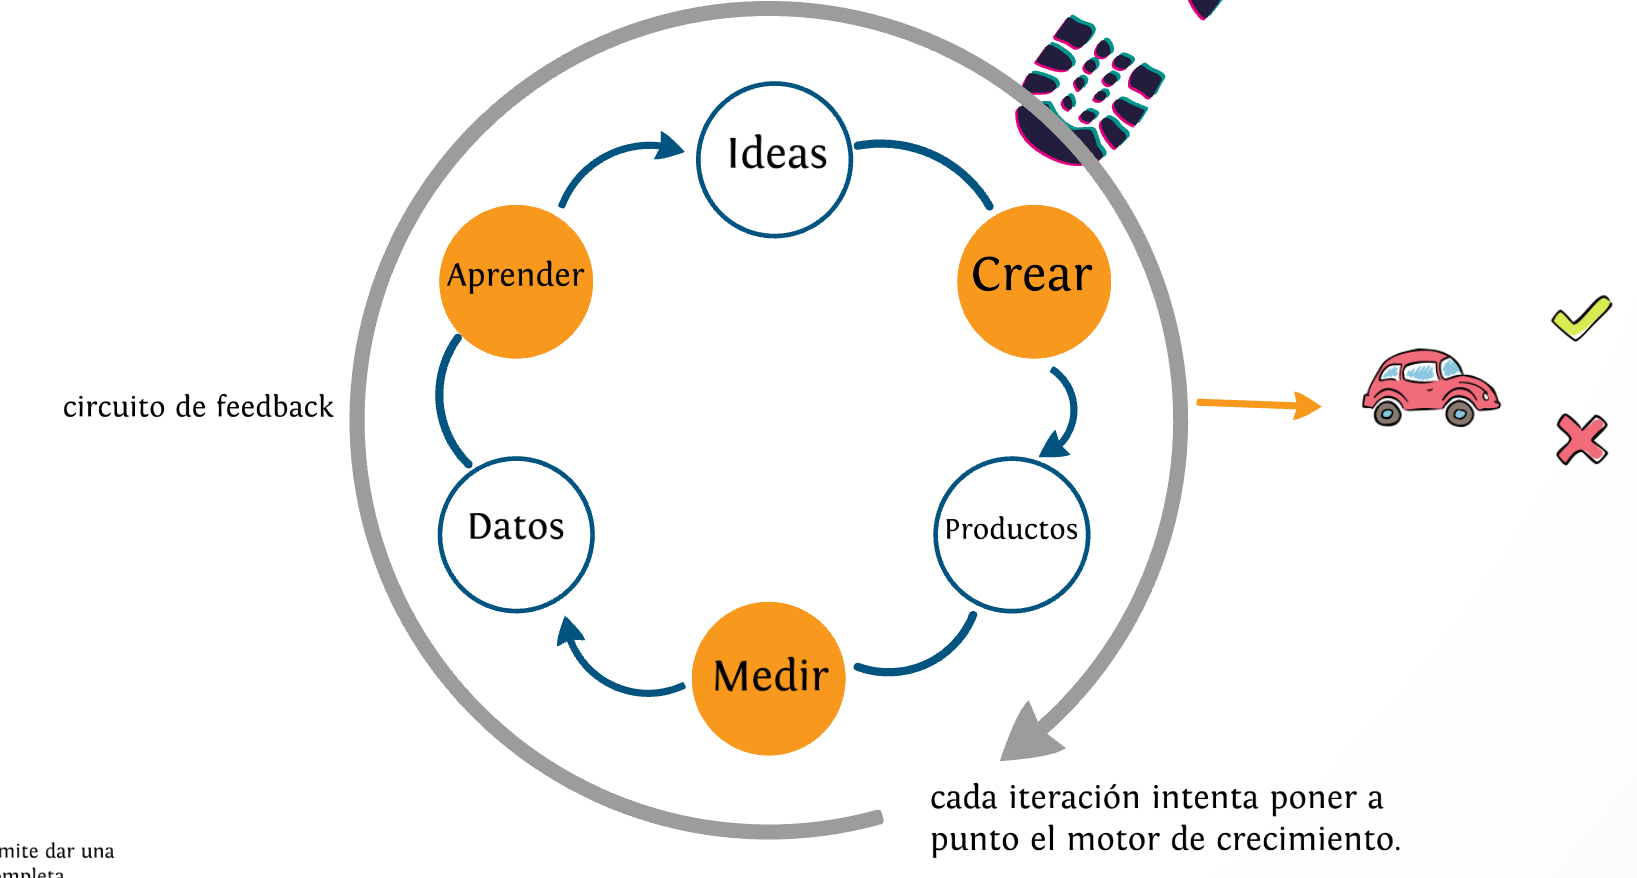 Ideas
Aprender
Crear
circuito de feedback
Datos
Productos
Medir
cada iteración intenta poner a
punto el motor de crecimiento.
mite dar una
mpleta